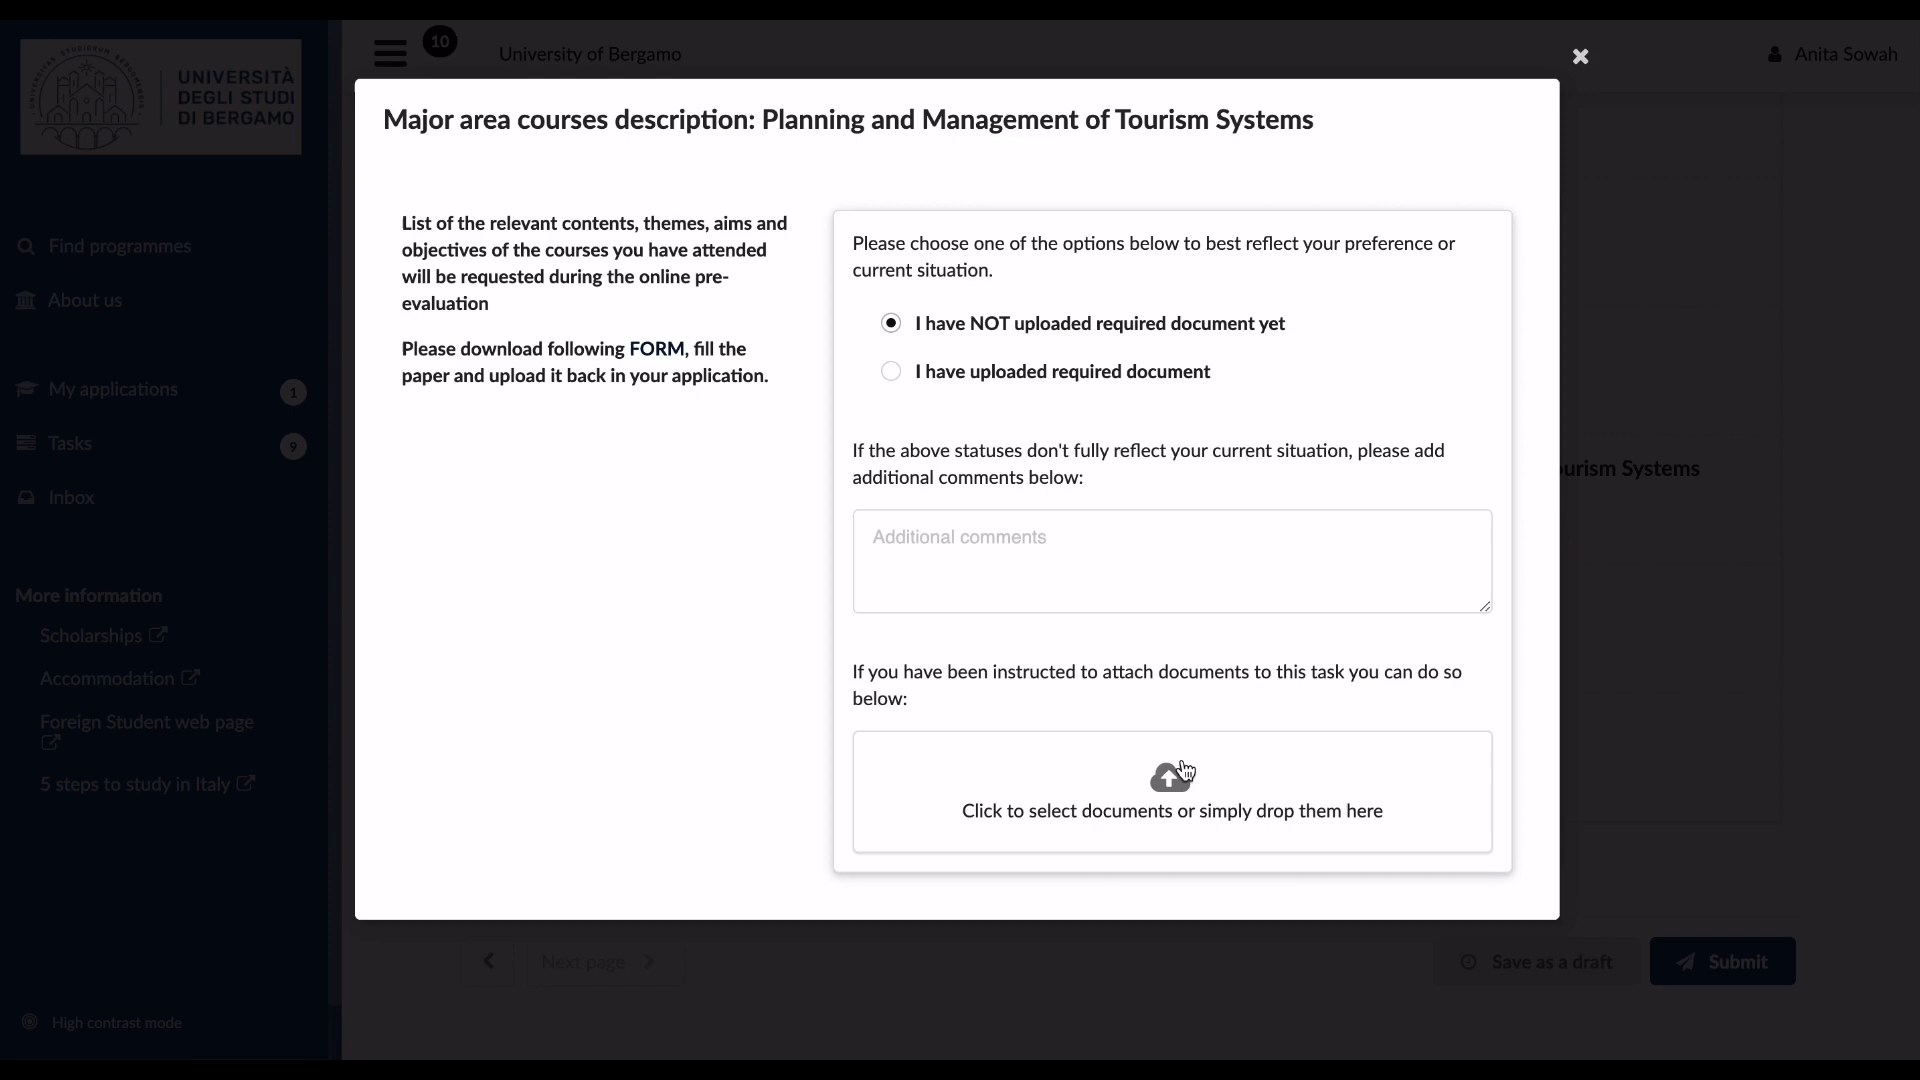 UNIVERSITÀ
DEGLI STUDI
DI BERGAMO
10
University of Bergamo
Anita Sowah
Find programmes
About us
My applications
1
Tasks
9
Inbox
More information
Scholarships
Accommodation
Foreign Student web page
5 steps to study in Italy
High contrast mode
Major area courses description: Planning and Management of Tourism Systems
List of the relevant contents, themes, aims and
objectives of the courses you have attended
will be requested during the online pre-
evaluation
Please download following FORM, fill the
paper and upload it back in your application.
Please choose one of the options below to best reflect your preference or
current situation.
I have NOT uploaded required document yet
I have uploaded required document
If the above statuses don't fully reflect your current situation, please add
additional comments below:
Additional comments
If you have been instructed to attach documents to this task you can do so
below:
Click to select documents or simply drop them here
urism Systems
Next page
Save as a draft
Submit